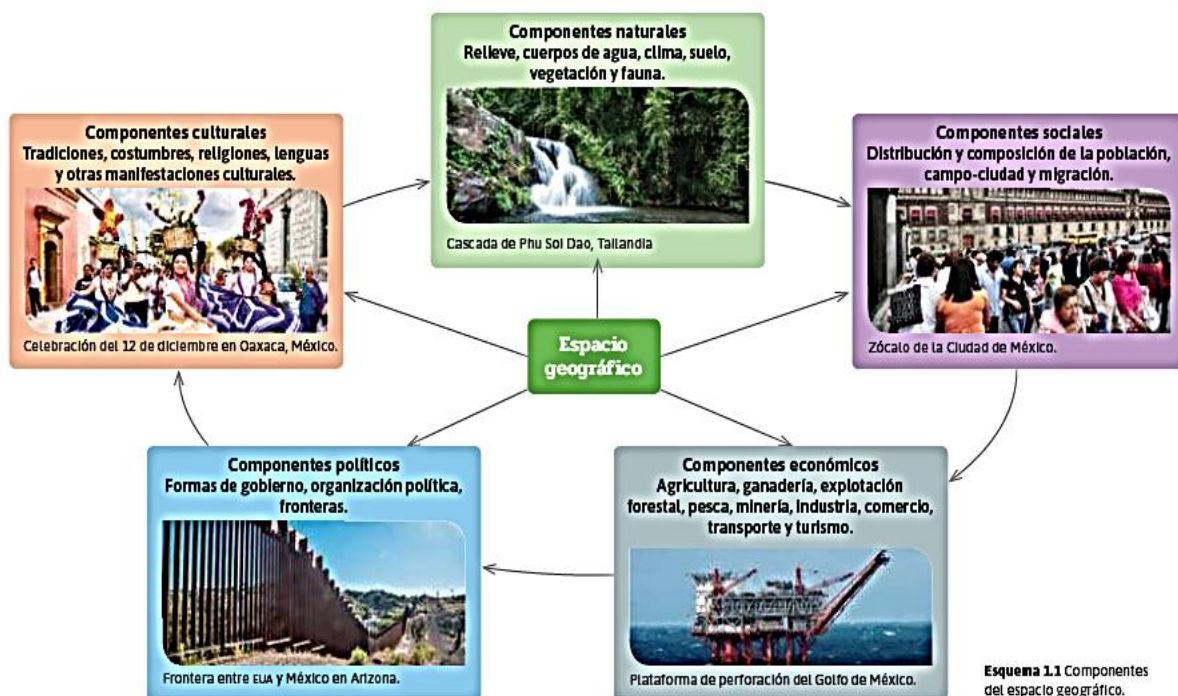 Componentes naturales
Relieve, cuerpos de agua, clima, suelo,
vegetación y fauna.
Cascada de Phu Soi Dao, Tailandia
Componentes culturales
Tradiciones, costumbres, religiones, lenguas
y otras manifestaciones culturales.
Celebración del 12 de diciembre en Oaxaca, México.
Componentes sociales
Distribución y composición de la población,
campo-ciudad y migración.
Zócalo de la Ciudad de México.
Espacio
geográfico
Componentes políticos
Formas de gobierno, organización política,
fronteras.
Frontera entre EUA y México en Arizona.
Componentes económicos
Agricultura, ganadería, explotación
forestal, pesca, minería, industria, comercio,
transporte y turismo.
Plataforma de perforación del Golfo de México.
Esquema 1.1 Componentes
del espacio geográfico.